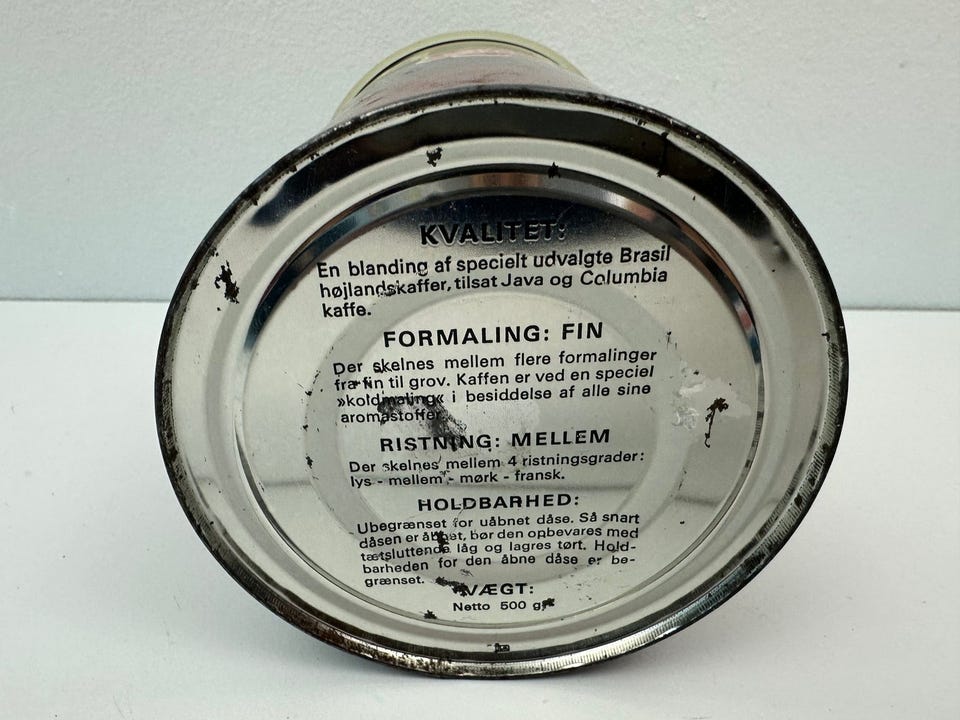 KVALITET:
En blanding af specielt udvalgte Brasil
højlandskaffer, tilsat Java og Columbia
kaffe.
FORMALING: FIN
Der skelnes mellem flere formalinger
fra fin til grov. Kaffen er ved en speciel
»koldmaling« i besiddelse af alle sine
aromastoffer.
RISTNING: MELLEM
Der skelnes mellem 4 ristningsgrader:
lys - mellem - mørk - fransk.
HOLDBARHED:
Ubegrænset for uåbnet dåse. Så snart
dåsen er åbnet, bør den opbevares med
tætsluttende låg og lagres tørt. Hold-
barheden for den åbne dåse er be-
grænset.
VÆGT:
Netto 500 g